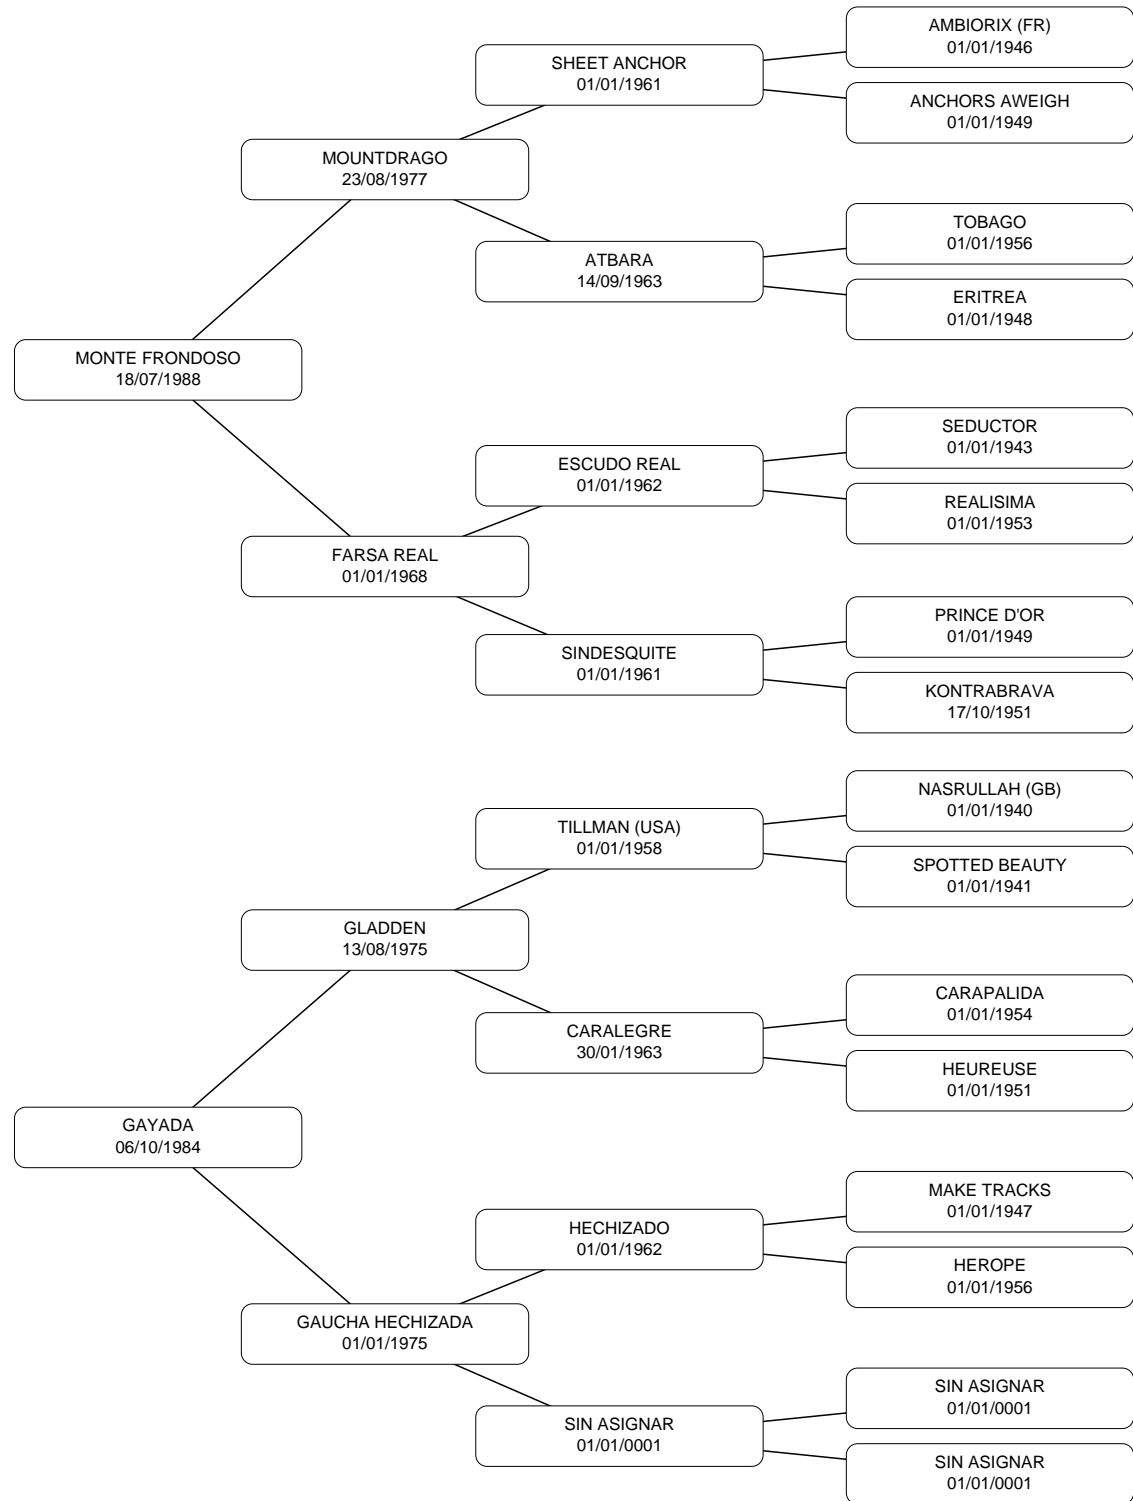 AMBIORIX (FR)
01/01/1946
SHEET ANCHOR
01/01/1961
ANCHORS AWEIGH
01/01/1949
MOUNTDRAGO
23/08/1977
TOBAGO
01/01/1956
ATBARA
14/09/1963
ERITREA
01/01/1948
MONTE FRONDOSO
18/07/1988
SEDUCTOR
01/01/1943
ESCUDO REAL
01/01/1962
REALISIMA
01/01/1953
FARSA REAL
01/01/1968
PRINCE D'OR
01/01/1949
SINDESQUITE
01/01/1961
KONTRABRAVA
17/10/1951
NASRULLAH (GB)
01/01/1940
TILLMAN (USA)
01/01/1958
SPOTTED BEAUTY
01/01/1941
GLADDEN
13/08/1975
CARAPALIDA
01/01/1954
CARALEGRE
30/01/1963
HEUREUSE
01/01/1951
GAYADA
06/10/1984
MAKE TRACKS
01/01/1947
HECHIZADO
01/01/1962
HEROPE
01/01/1956
GAUCHA HECHIZADA
01/01/1975
SIN ASIGNAR
01/01/0001
SIN ASIGNAR
01/01/0001
SIN ASIGNAR
01/01/0001